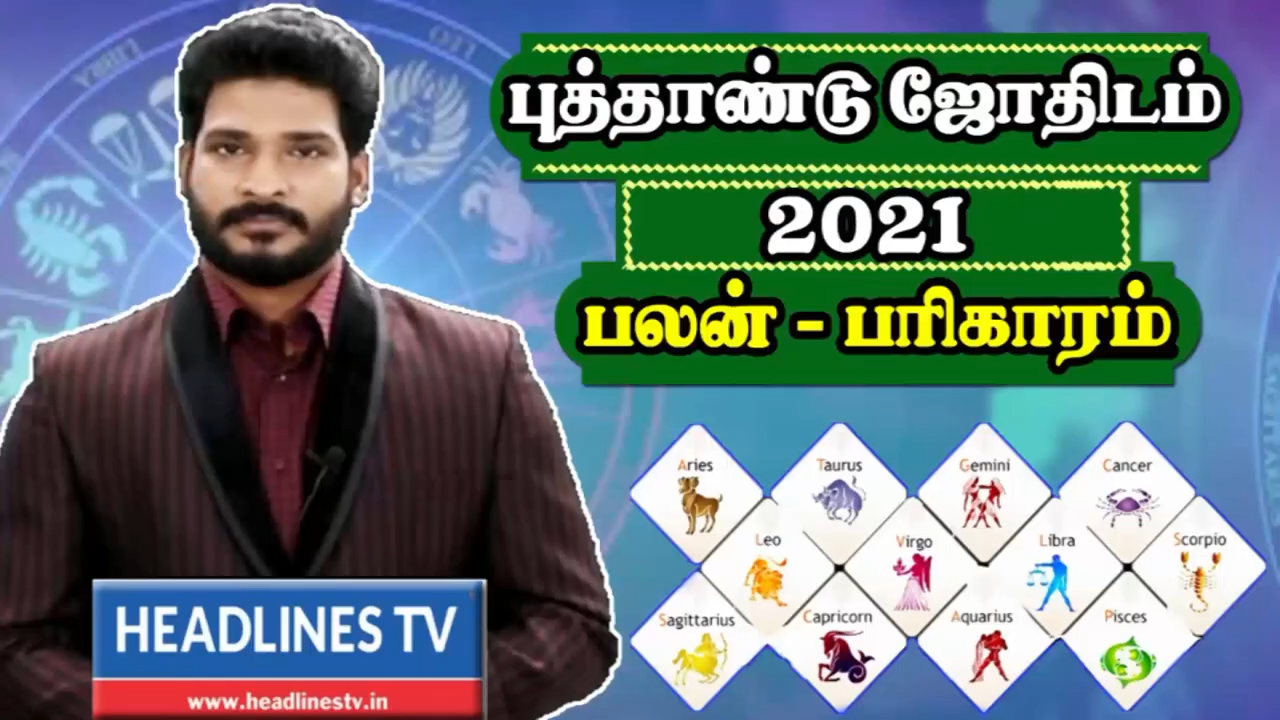 புத்தாண்டு ஜோதிடம்
2021
பலன் - பரிகாரம்
Aries
Taurus
Gemini
Cancer
Leo
Virgo
Libra
Scorpio
Sagittarius
Capricorn
Aquarius
Pisces
HEADLINES TV
www.headlinestv.in